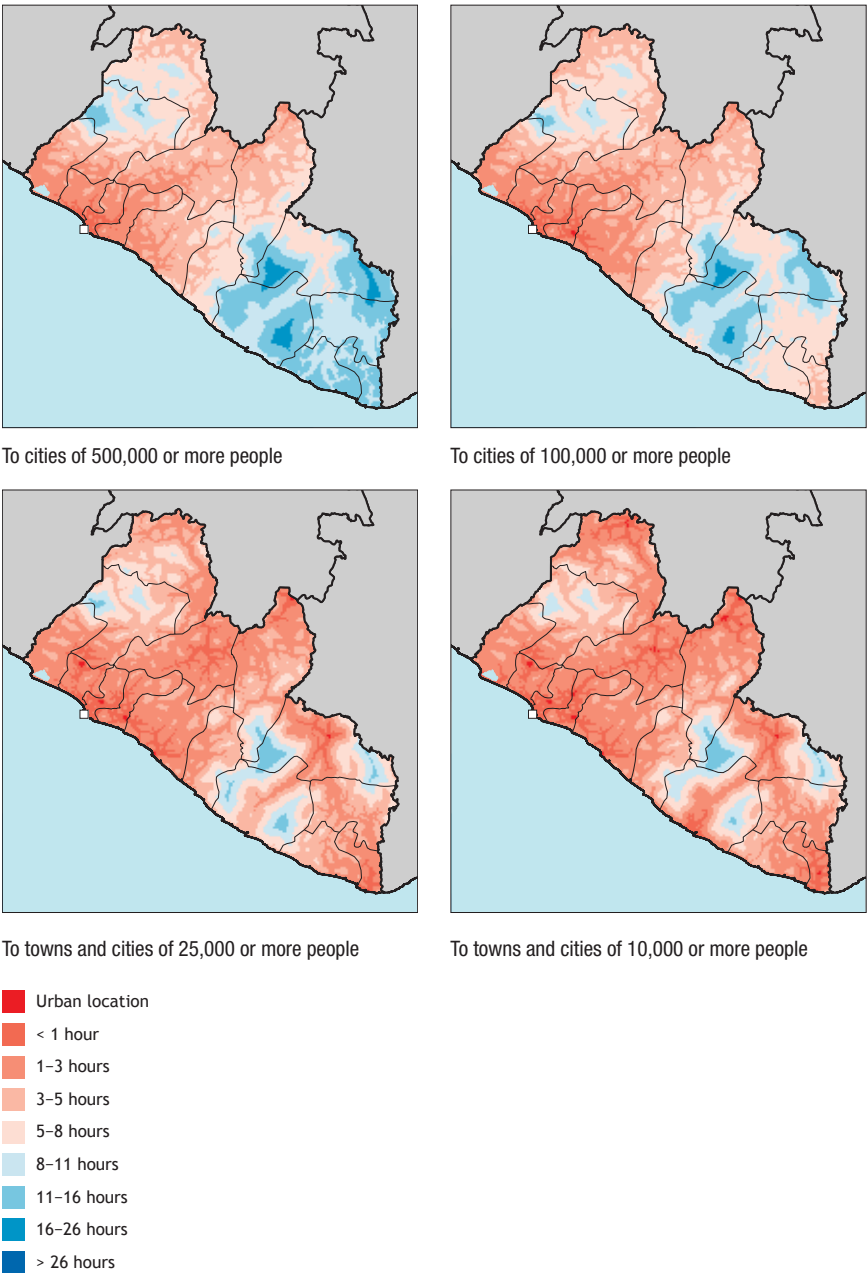 To cities of 500,000 or more people
To cities of 100,000 or more people
To towns and cities of 25,000 or more people
To towns and cities of 10,000 or more people
Urban location
< 1 hour
1–3 hours
3–5 hours
5–8 hours
8–11 hours
11–16 hours
16–26 hours
> 26 hours